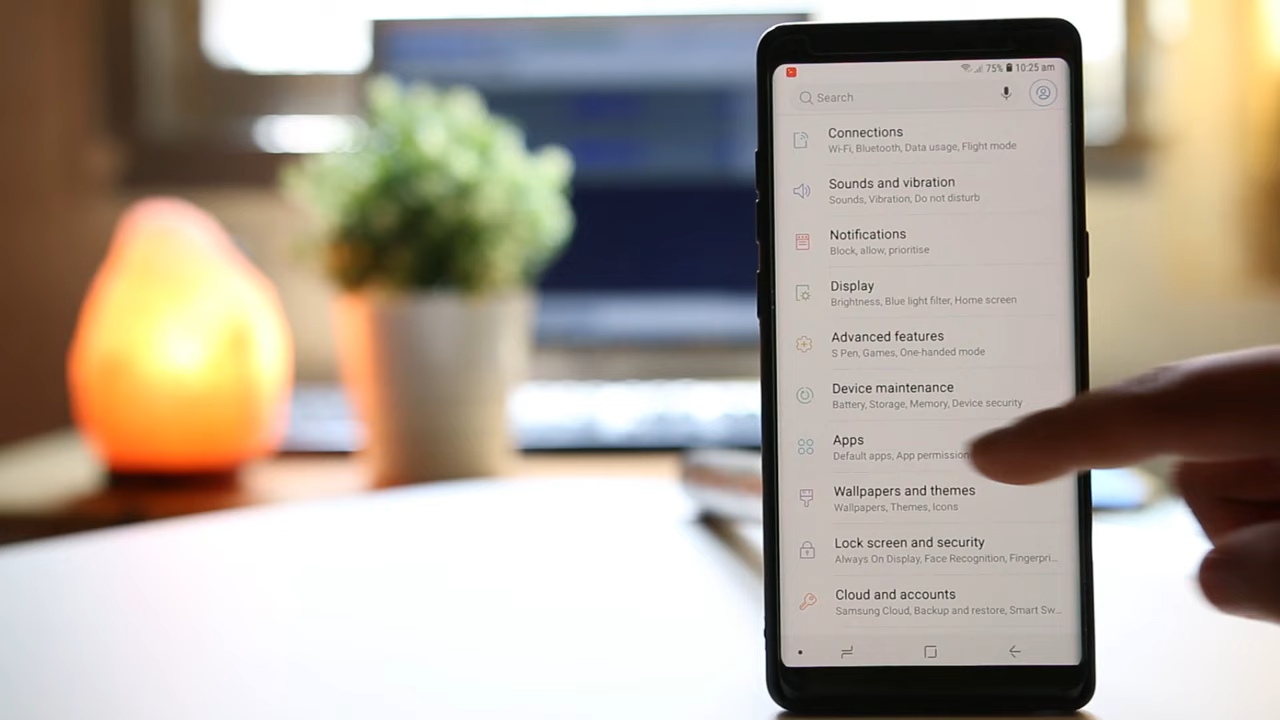 75% 10:25 am
Search
Connections
Wi-Fi, Bluetooth, Data usage, Flight mode
Sounds and vibration
Sounds, Vibration, Do not disturb
Notifications
Block, allow, prioritise
Display
Brightness, Blue light filter, Home screen
Advanced features
S Pen, Games, One-handed mode
Device maintenance
Battery, Storage, Memory, Device security
Apps
Default apps, App permission
Wallpapers and themes
Wallpapers, Themes, Icons
Lock screen and security
Always On Display, Face Recognition, Fingerpri...
Cloud and accounts
Samsung Cloud, Backup and restore, Smart Sw...